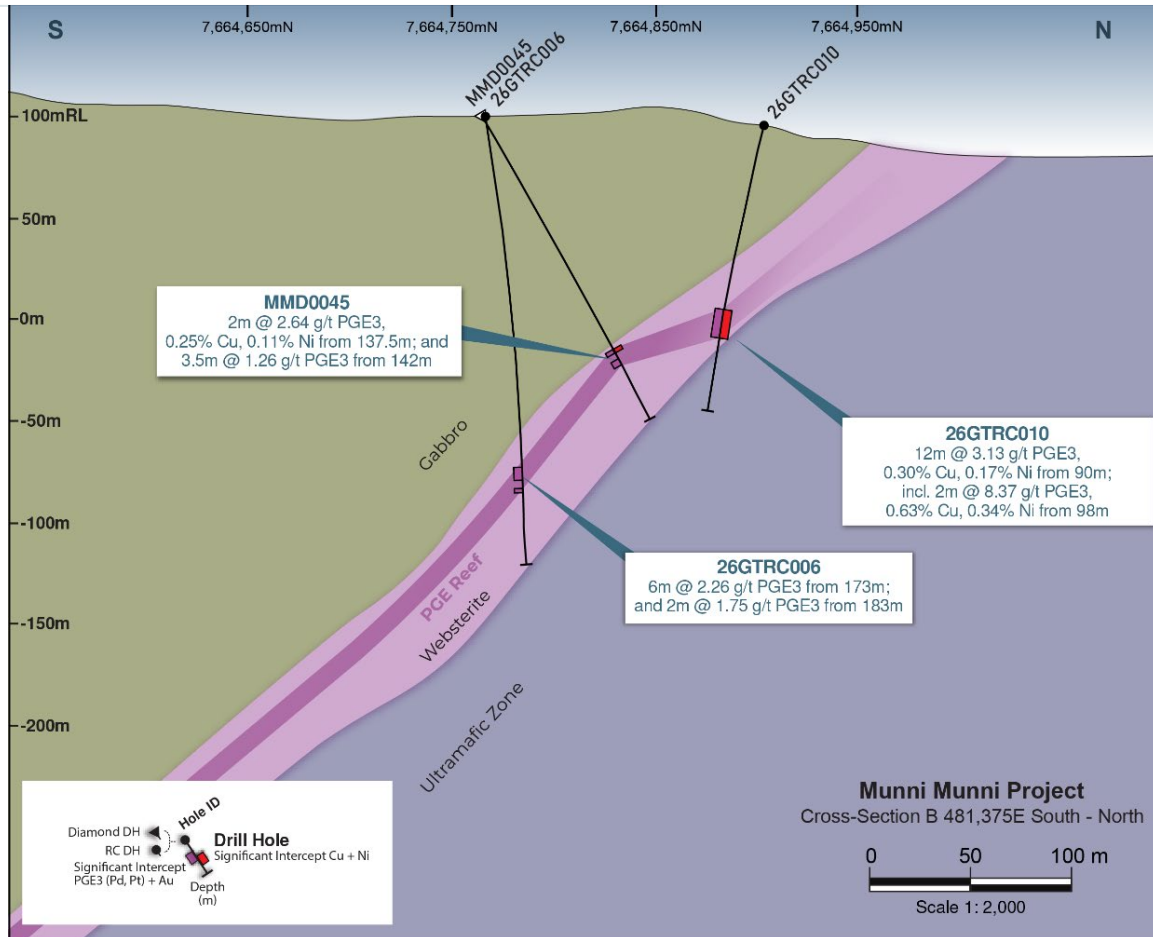 S
7,664,650mN
7,664,750mN
7,664,850mN
7,664,950mN
N
MMD0045
26GTRC006
26GTRC010
100mRL
50m
0m
-50m
-100m
-150m
-200m
MMD0045
2m @ 2.64 g/t PGE3,
0.25% Cu, 0.11% Ni from 137.5m; and
3.5m @ 1.26 g/t PGE3 from 142m
26GTRC010
12m @ 3.13 g/t PGE3,
0.30% Cu, 0.17% Ni from 90m;
incl. 2m @ 8.37 g/t PGE3,
0.63% Cu, 0.34% Ni from 98m
26GTRC006
6m @ 2.26 g/t PGE3 from 173m;
and 2m @ 1.75 g/t PGE3 from 183m
Gabbro
PGE Reef
Websterite
Ultramafic Zone
Hole ID
Diamond DH
RC DH
Drill Hole
Significant Intercept Cu + Ni
Significant Intercept
PGE3 (Pd, Pt) + Au
Depth
(m)
Munni Munni Project
Cross-Section B 481,375E South - North
0 50 100 m
Scale 1: 2,000